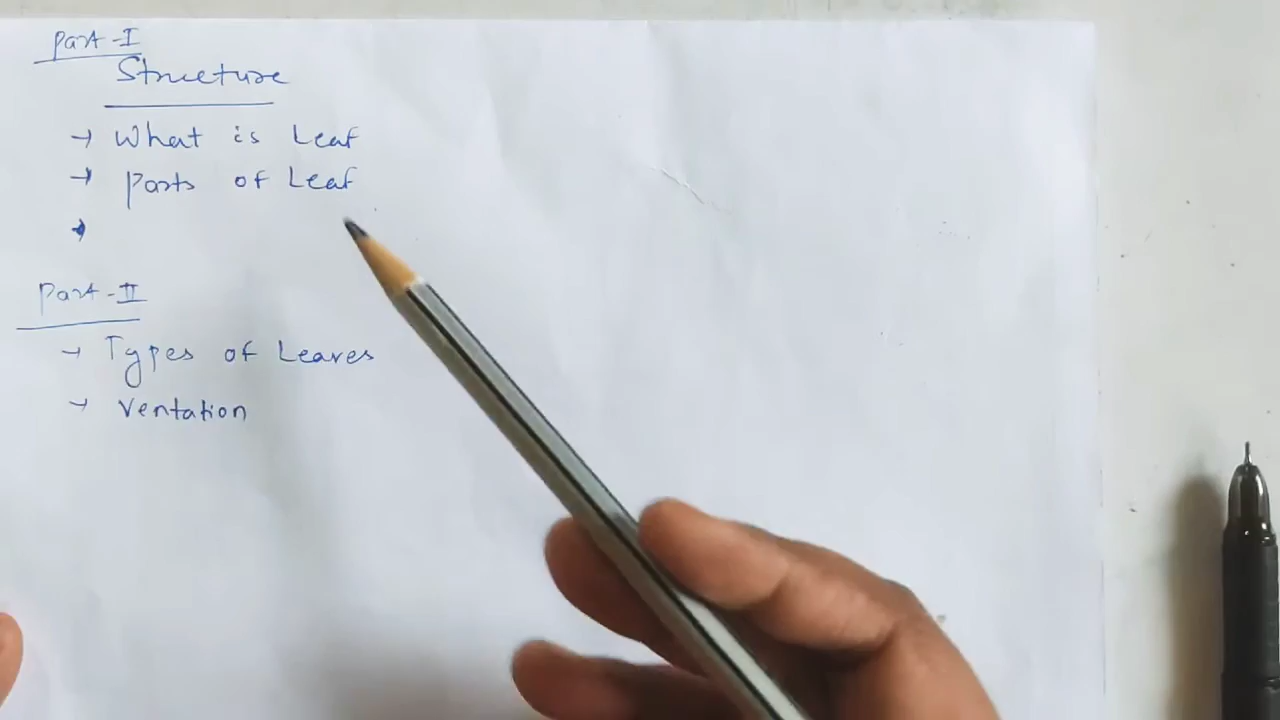 Part-I
Structure
→ What is Leaf
→ Parts of Leaf
→
Part-II
→ Types of Leaves
→ Ventation